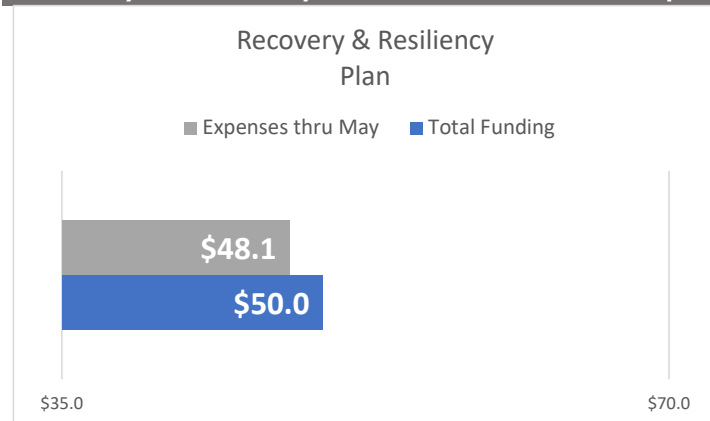 Recovery & Resiliency
Plan
Expenses thru May Total Funding
$48.1
$50.0
$35.0 $70.0